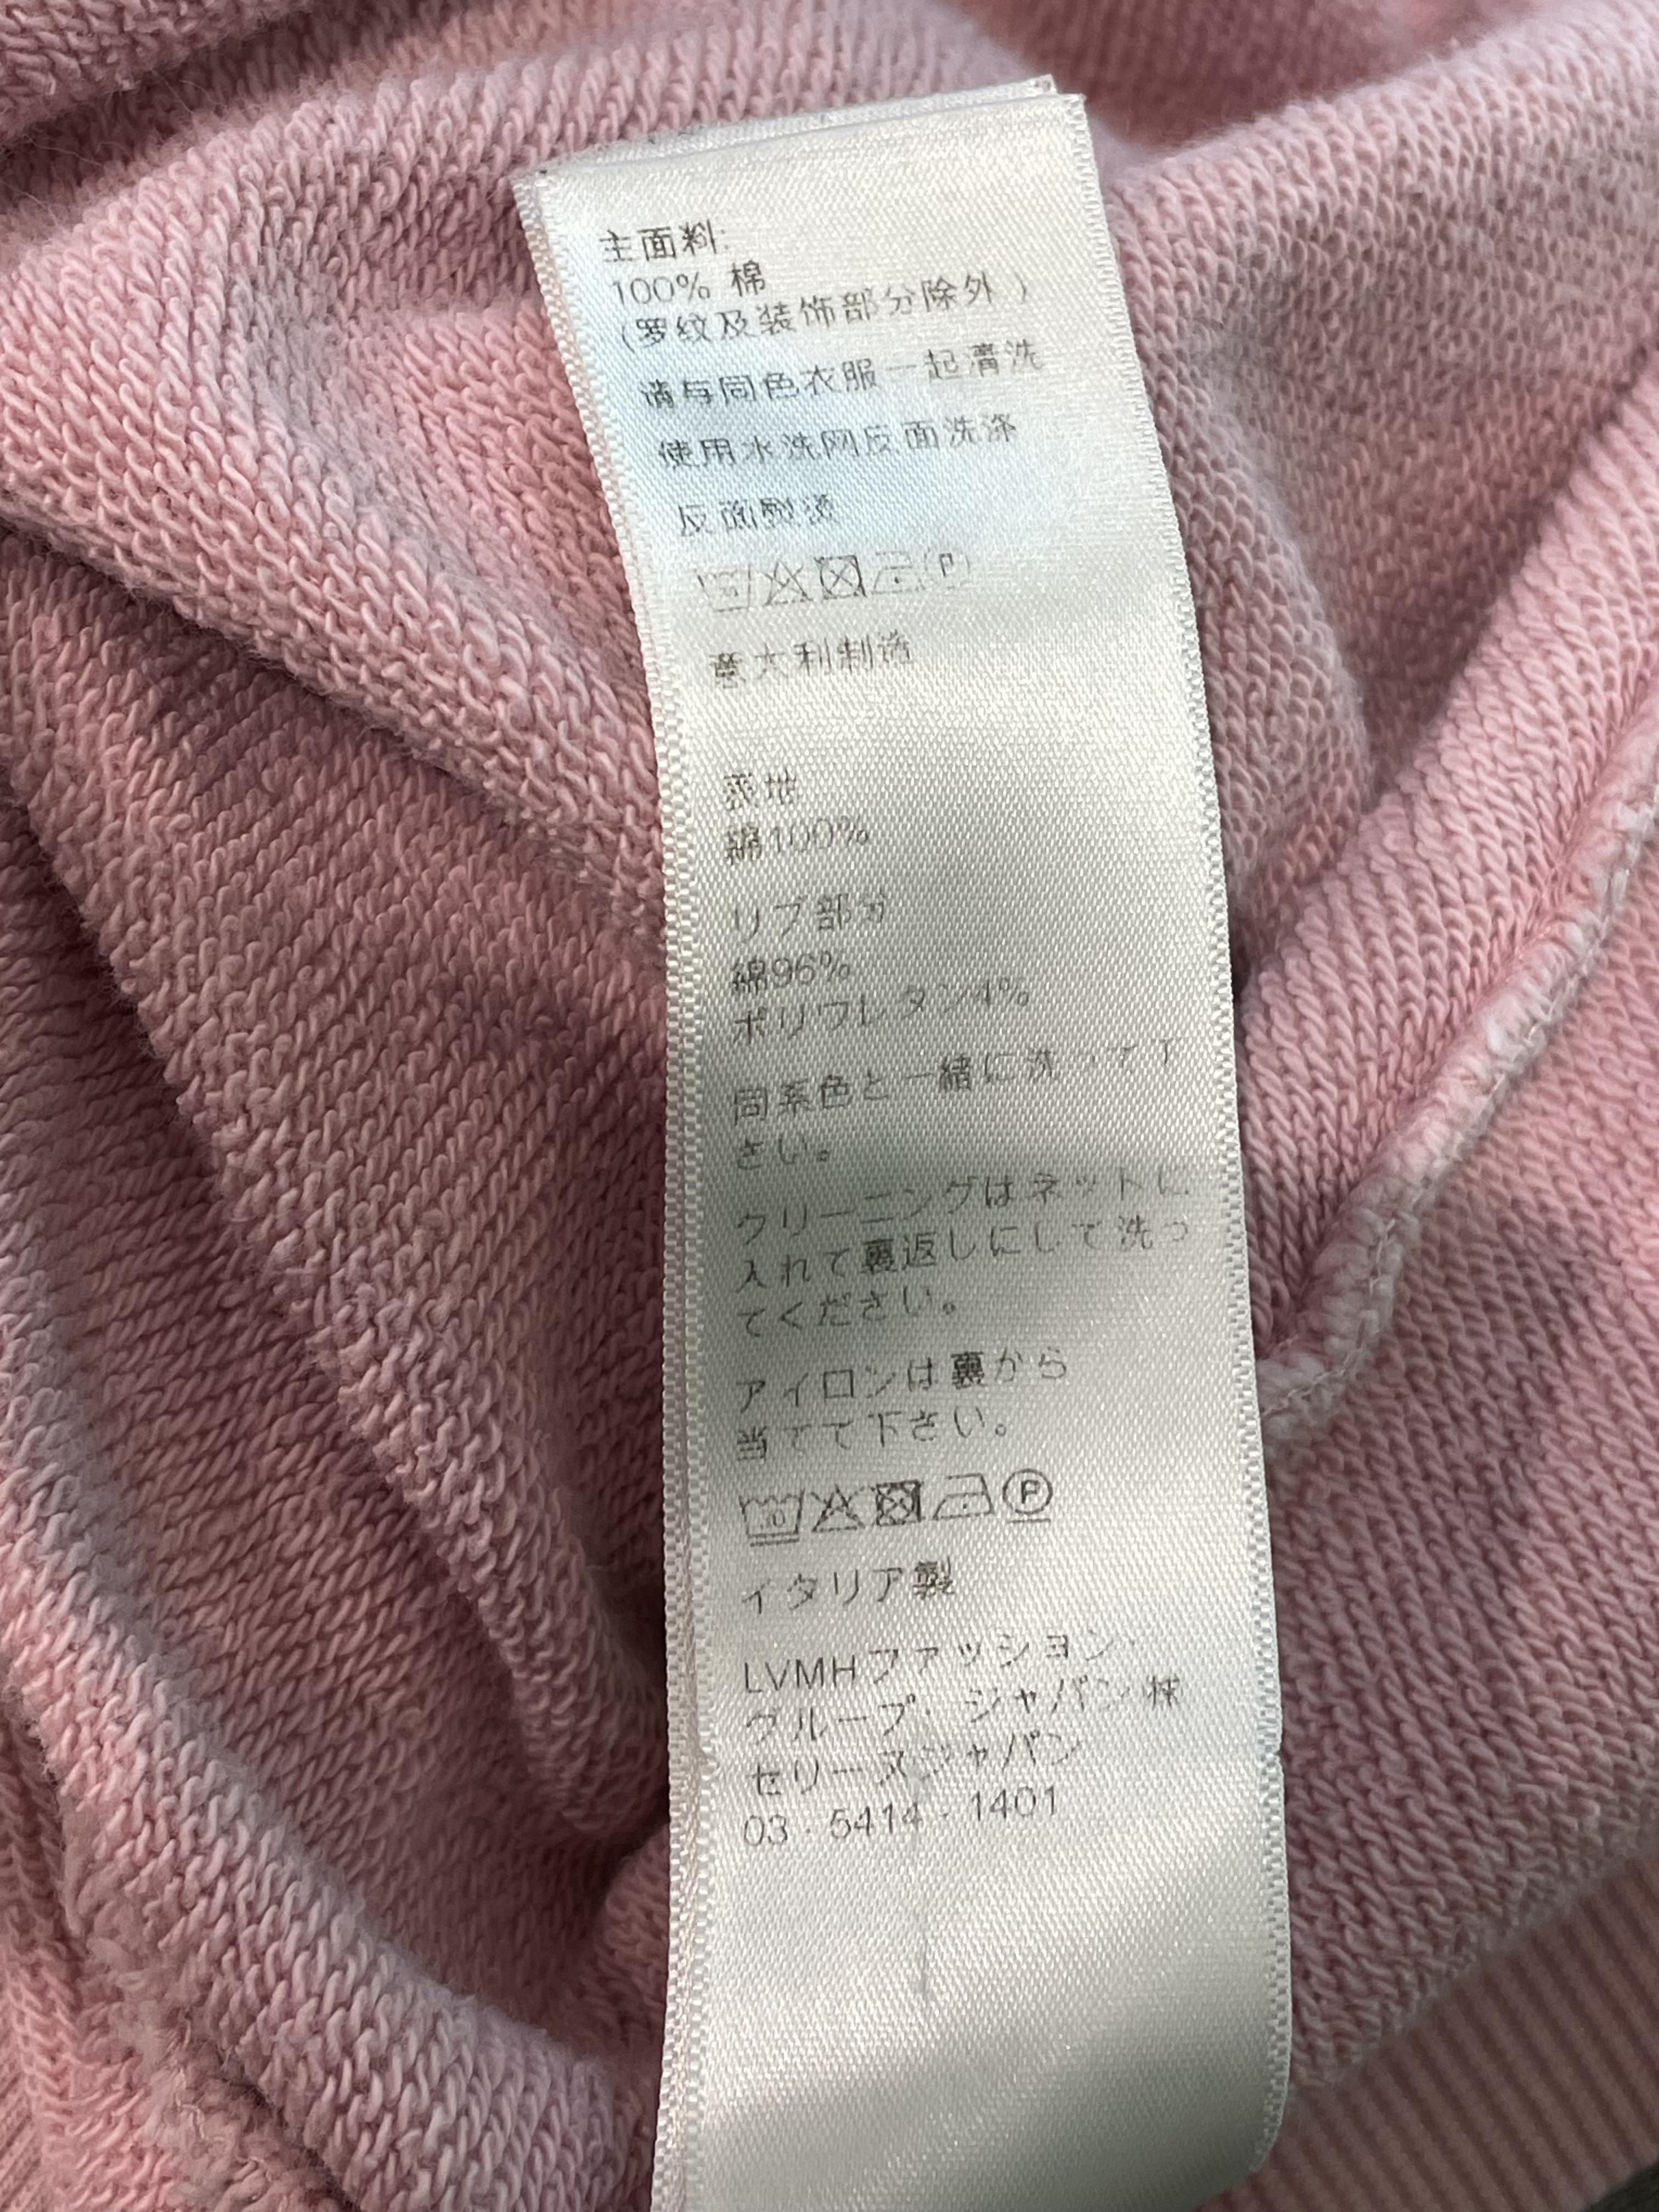 主面料:
100% 棉
(罗纹及装饰部分除外 )
请与同色衣服一起清洗
使用水洗网反面洗涤
反面熨烫
意大利制造
表地
綿100%
リブ部分
綿96%
ポリウレタン4%
同系色と一緒に洗って下
さい。
クリーニングはネットに
入れて裏返しにして洗っ
てください。
アイロンは裏から
当てて下さい。
P
イタリア製
LVMHファッション・
グループ・ジャパン 株
セリーヌジャパン
03 - 5414 - 1401